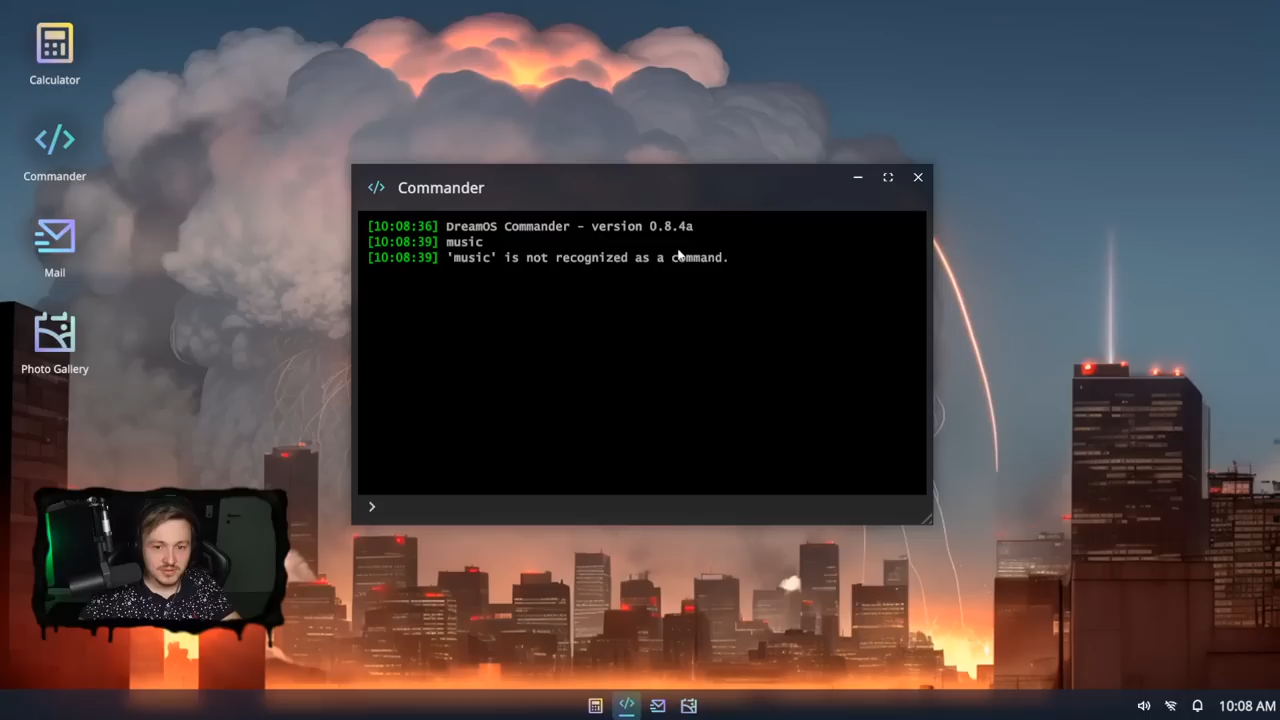 Calculator
Commander
Mail
Photo Gallery
Commander
[10:08:36] DreamOS Commander - version 0.8.4a
[10:08:39] music
[10:08:39] 'music' is not recognized as a command.
>
10:08 AM